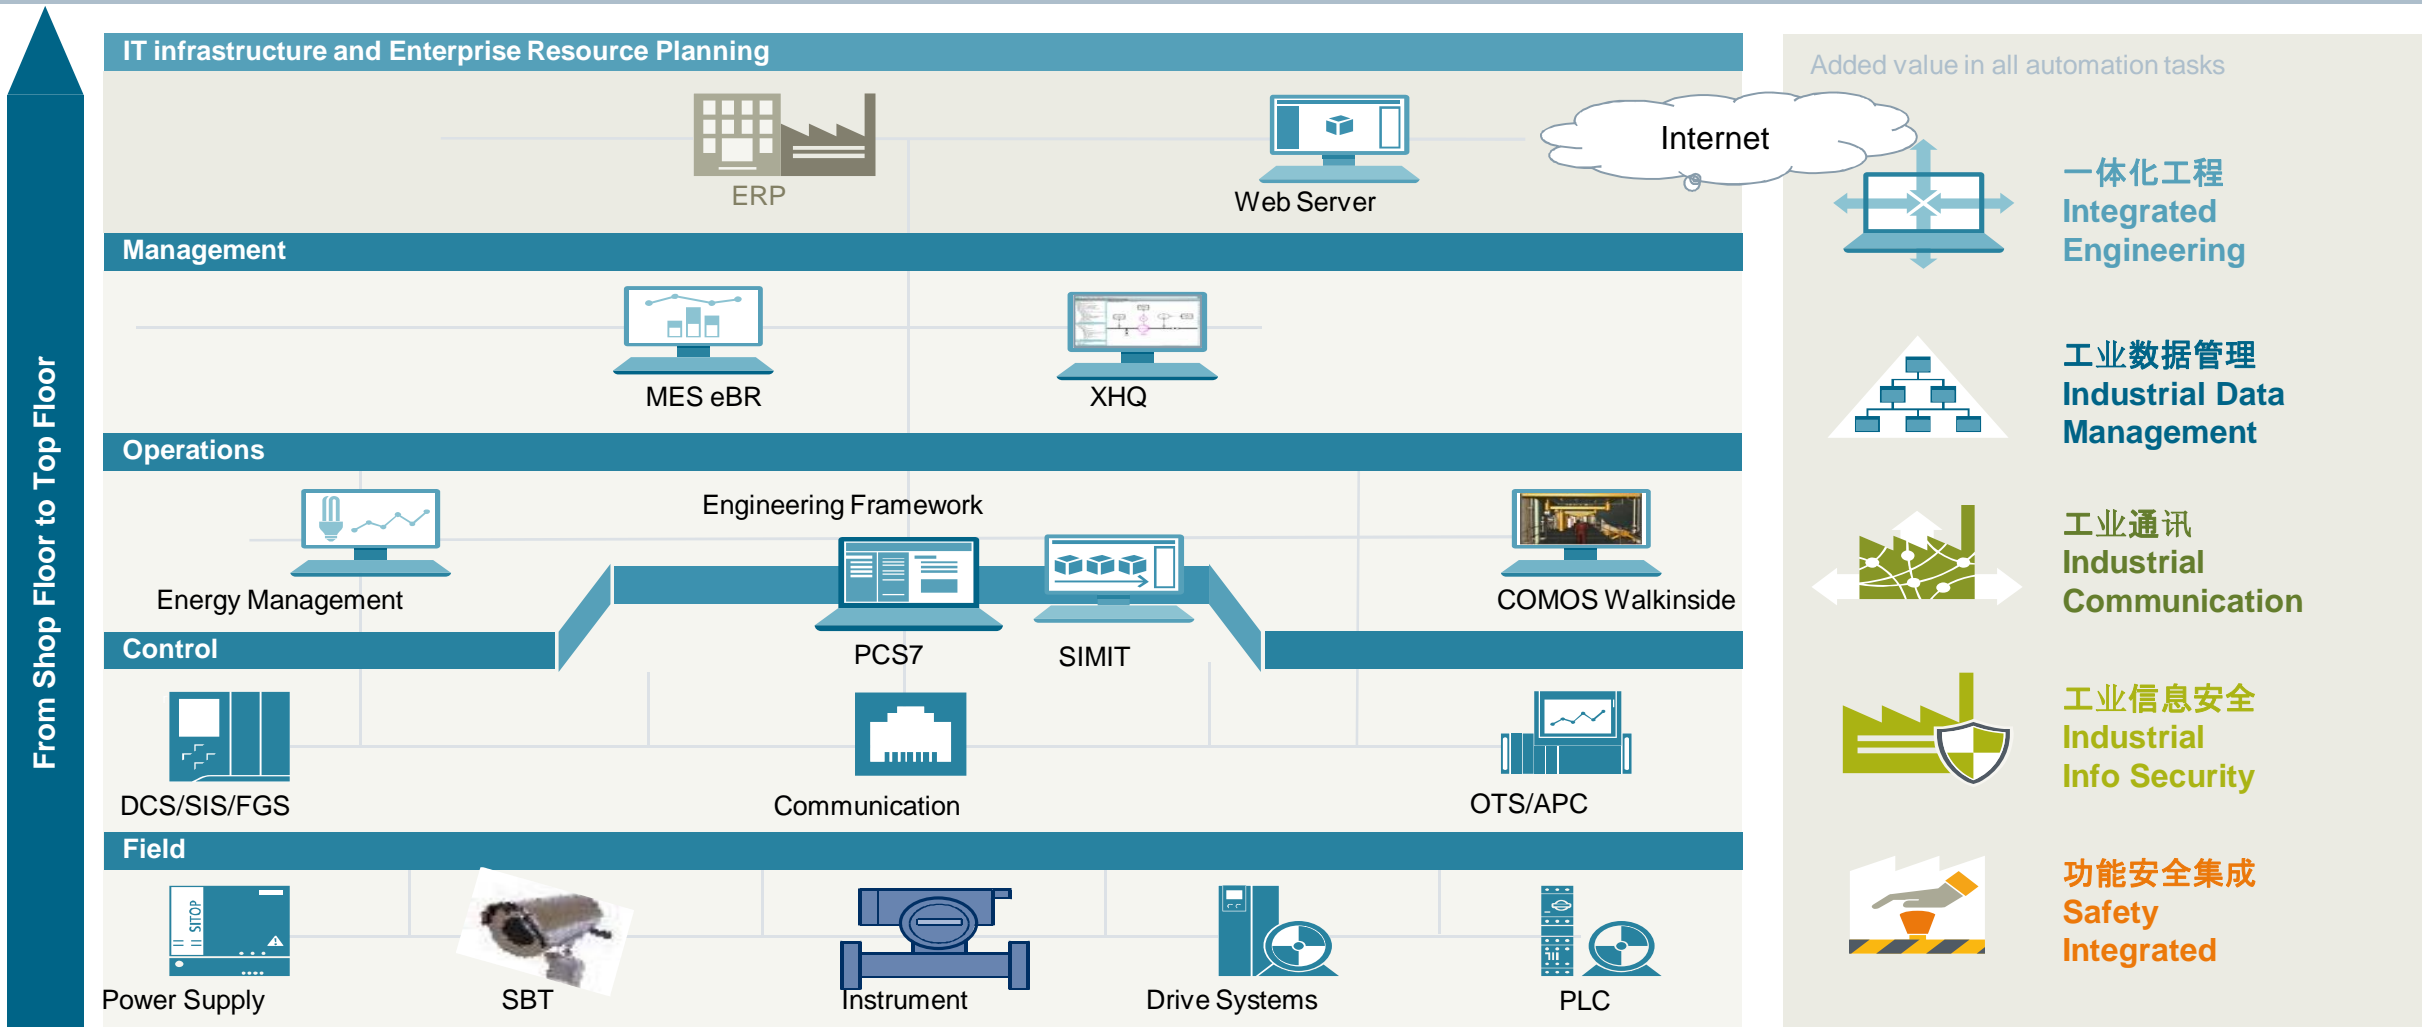 From Shop Floor to Top Floor
IT infrastructure and Enterprise Resource Planning
ERP
Web Server
Internet
Management
MES eBR
XHQ
Operations
Energy Management
Engineering Framework
PCS7
SIMIT
COMOS Walkinside
Control
DCS/SIS/FGS
Communication
OTS/APC
Field
SITOP
Power Supply
SBT
Instrument
Drive Systems
PLC
Added value in all automation tasks
一体化工程
Integrated
Engineering
工业数据管理
Industrial Data
Management
工业通讯
Industrial
Communication
工业信息安全
Industrial
Info Security
功能安全集成
Safety
Integrated